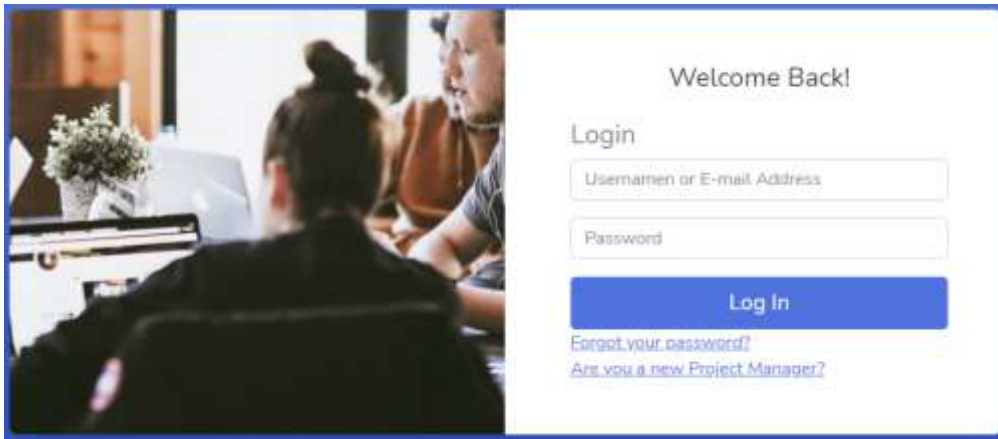 Welcome Back!
Login
Usernamen or E-mail Address
Password
Log In
Forgot your password?
Are you a new Project Manager?